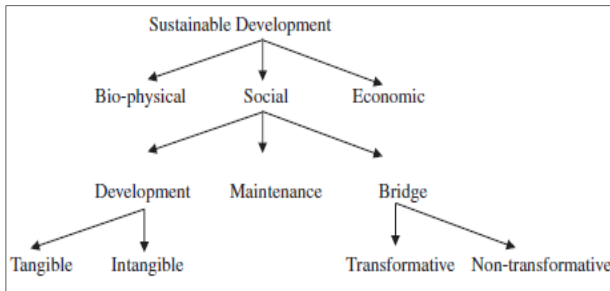 Sustainable Development
Bio-physical Social Economic
Development Maintenance Bridge
Tangible Intangible Transformative Non-transformative